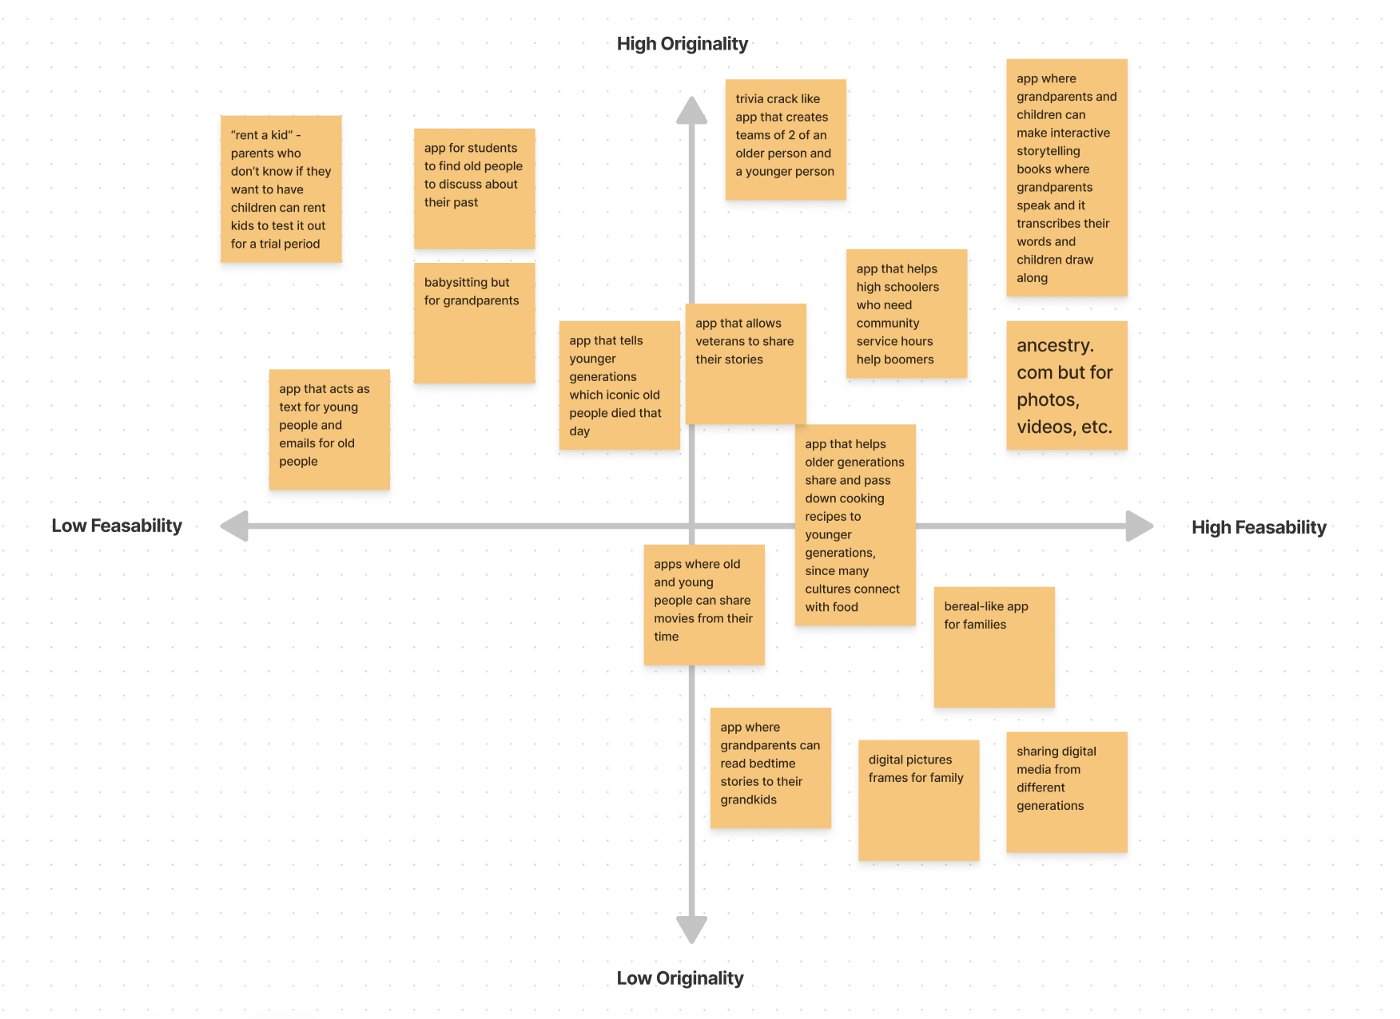 High Originality
"rent a kid" -
parents who
don't know if they
want to have
children can rent
kids to test it out
for a trial period
app for students
to find old people
to discuss about
their past
trivia crack like
app that creates
teams of 2 of an
older person and
a younger person
app where
grandparents and
children can
make interactive
storytelling
books where
grandparents
speak and it
transcribes their
words and
children draw
along
babysitting but
for grandparents
app that helps
high schoolers
who need
community
service hours
help boomers
app that tells
younger
generations
which iconic old
people died that
day
app that allows
veterans to share
their stories
ancestry.
com but for
photos,
videos, etc.
app that acts as
text for young
people and
emails for old
people
app that helps
older generations
share and pass
down cooking
recipes to
younger
generations,
since many
cultures connect
with food
Low Feasability
High Feasability
apps where old
and young
people can share
movies from their
time
bereal-like app
for families
app where
grandparents can
read bedtime
stories to their
grandkids
digital pictures
frames for family
sharing digital
media from
different
generations
Low Originality